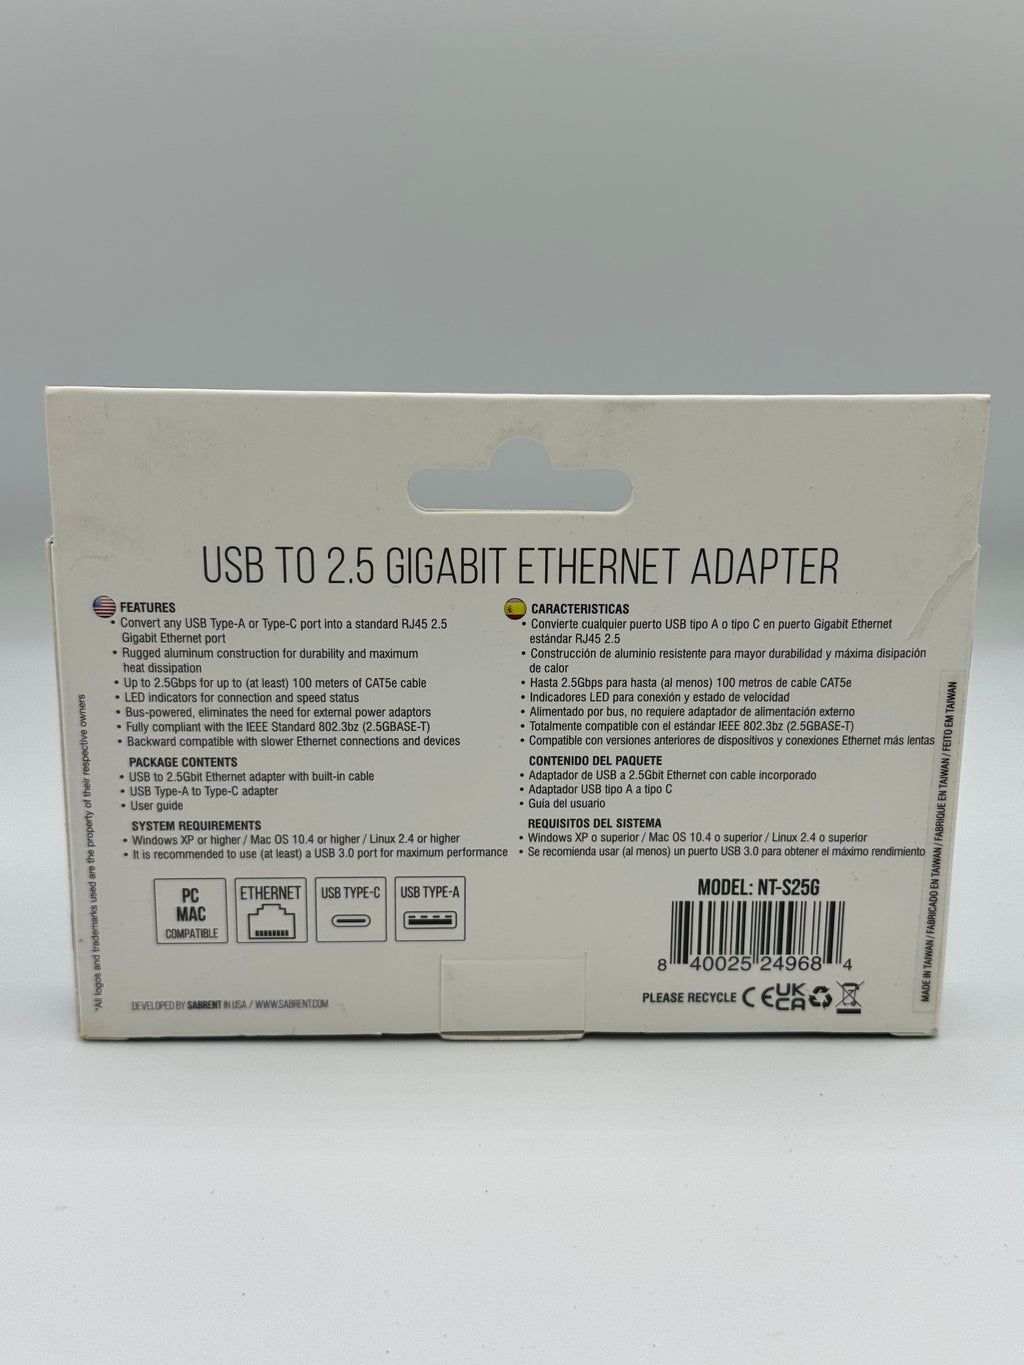 USB TO 2.5 GIGABIT ETHERNET ADAPTER
FEATURES
• Convert any USB Type-A or Type-C port into a standard RJ45 2.5
Gigabit Ethernet port
• Rugged aluminum construction for durability and maximum
heat dissipation
• Up to 2.5Gbps for up to (at least) 100 meters of CAT5e cable
• LED indicators for connection and speed status
• Bus-powered, eliminates the need for external power adaptors
• Fully compliant with the IEEE Standard 802.3bz (2.5GBASE-T)
• Backward compatible with slower Ethernet connections and devices
PACKAGE CONTENTS
• USB to 2.5Gbit Ethernet adapter with built-in cable
• USB Type-A to Type-C adapter
• User guide
SYSTEM REQUIREMENTS
• Windows XP or higher / Mac OS 10.4 or higher / Linux 2.4 or higher
• It is recommended to use (at least) a USB 3.0 port for maximum performance
CARACTERISTICAS
• Convierte cualquier puerto USB tipo A o tipo C en puerto Gigabit Ethernet
estándar RJ45 2.5
• Construcción de aluminio resistente para mayor durabilidad y máxima disipación
de calor
• Hasta 2.5Gbps para hasta (al menos) 100 metros de cable CAT5e
• Indicadores LED para conexión y estado de velocidad
• Alimentado por bus, no requiere adaptador de alimentación externo
• Totalmente compatible con el estándar IEEE 802.3bz (2.5GBASE-T)
• Compatible con versiones anteriores de dispositivos y conexiones Ethernet más lentas
CONTENIDO DEL PAQUETE
• Adaptador de USB a 2.5Gbit Ethernet con cable incorporado
• Adaptador USB tipo A a tipo C
• Guía del usuario
REQUISITOS DEL SISTEMA
• Windows XP o superior / Mac OS 10.4 o superior / Linux 2.4 o superior
• Se recomienda usar (al menos) un puerto USB 3.0 para obtener el máximo rendimiento
PC
MAC
COMPATIBLE
ETHERNET
USB TYPE-C
USB TYPE-A
MODEL: NT-S25G
8 40025 24968 4
PLEASE RECYCLE CE UKCA
DEVELOPED BY SABRENT IN USA / WWW.SABRENT.COM
*All logos and trademarks used are the property of their respective owners
MADE IN TAIWAN / FABRICADO EN TAIWAN / FABRIQUE EN TAIWAN / FEITO EM TAIWAN